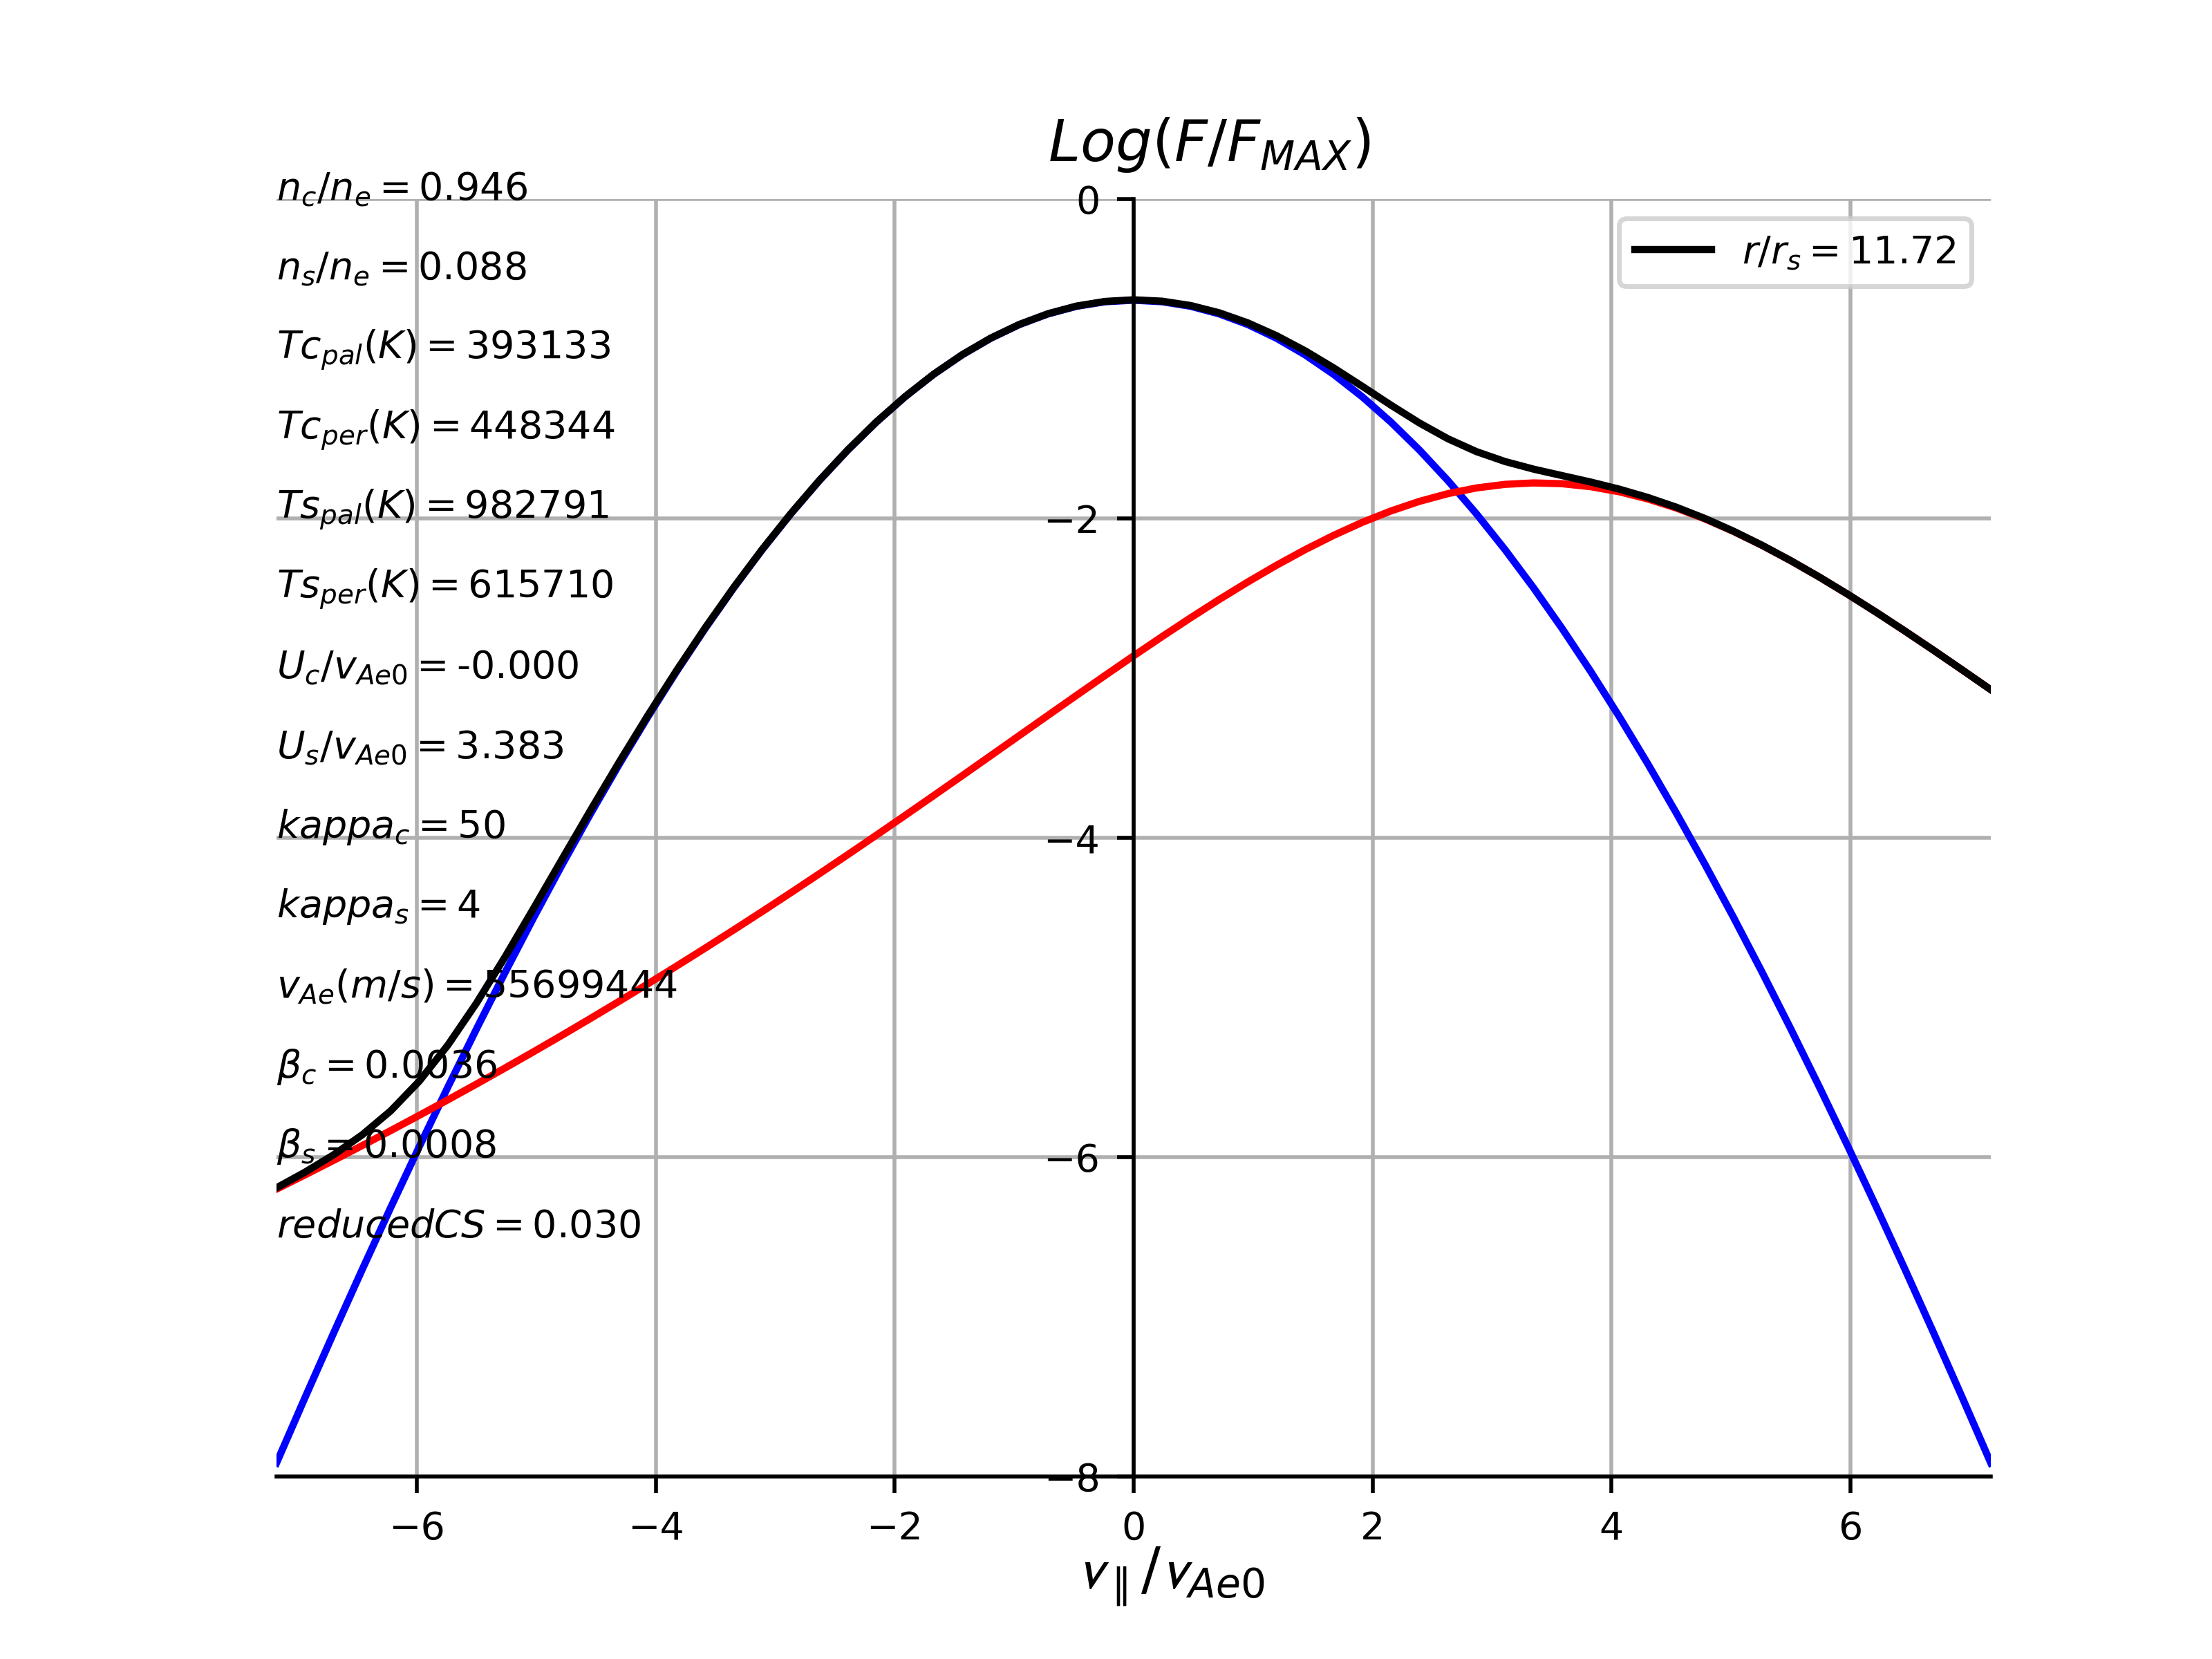 Log(F/F_MAX)
n_c/n_e = 0.946
n_s/n_e = 0.088
Tc_pal(K) = 393133
Tc_per(K) = 448344
Ts_pal(K) = 982791
Ts_per(K) = 615710
U_c/v_Ae0 = -0.000
U_s/v_Ae0 = 3.383
kappa_c = 50
kappa_s = 4
v_Ae(m/s) = 55699444
β_c = 0.0036
β_s = 0.0008
reducedCS = 0.030
r/r_s = 11.72
0
−2
−4
−6
−8
−6 −4 −2 0 2 4 6
v_∥/v_Ae0